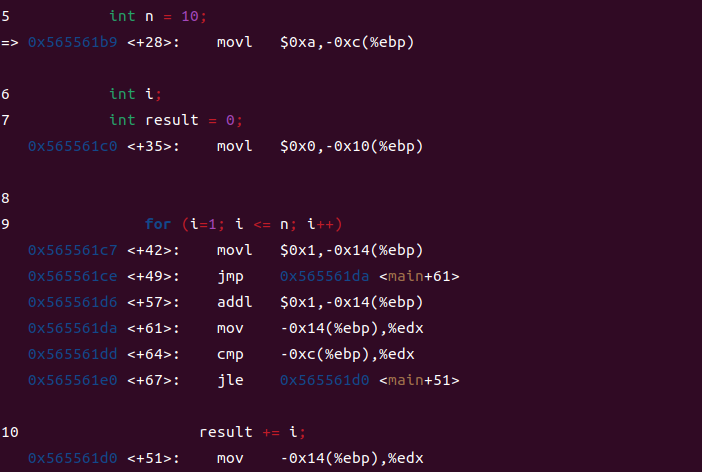 5           int n = 10;
=> 0x565561b9 <+28>:    movl   $0xa,-0xc(%ebp)
6           int i;
7           int result = 0;
   0x565561c0 <+35>:    movl   $0x0,-0x10(%ebp)
8
9               for (i=1; i <= n; i++)
   0x565561c7 <+42>:    movl   $0x1,-0x14(%ebp)
   0x565561ce <+49>:    jmp    0x565561da <main+61>
   0x565561d6 <+57>:    addl   $0x1,-0x14(%ebp)
   0x565561da <+61>:    mov    -0x14(%ebp),%edx
   0x565561dd <+64>:    cmp    -0xc(%ebp),%edx
   0x565561e0 <+67>:    jle    0x565561d0 <main+51>
10                    result += i;
   0x565561d0 <+51>:    mov    -0x14(%ebp),%edx